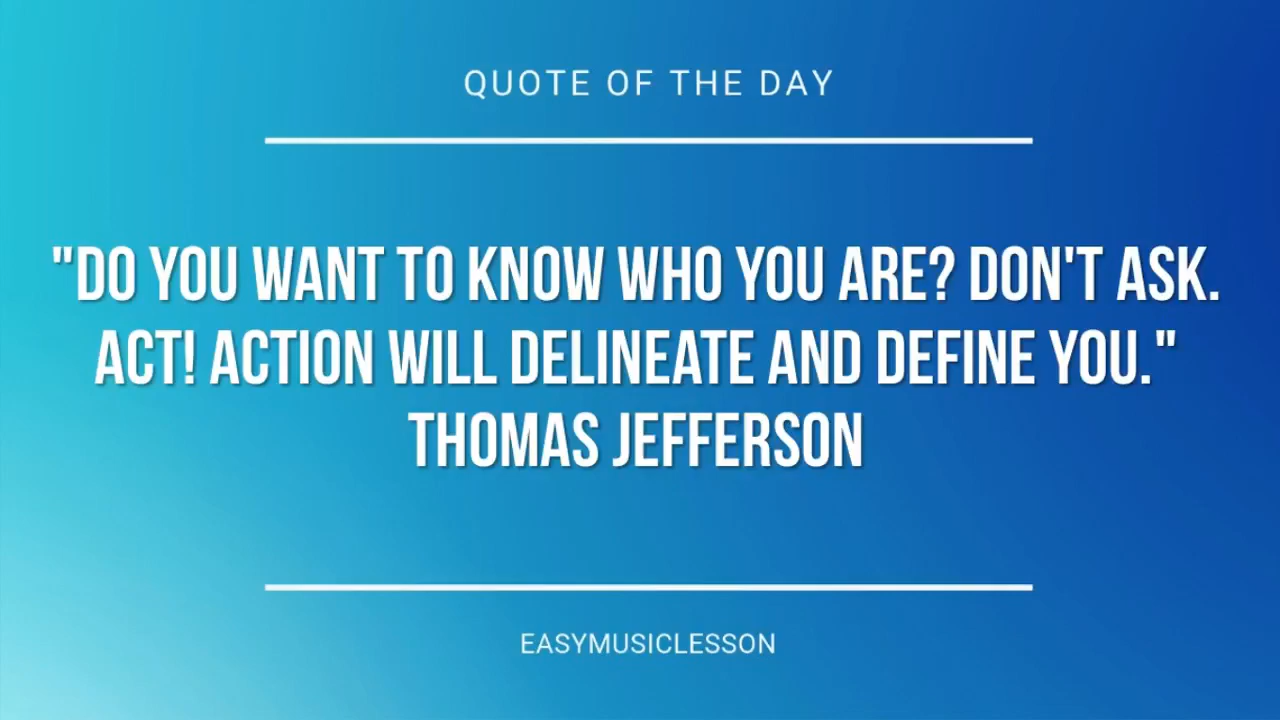 QUOTE OF THE DAY
"DO YOU WANT TO KNOW WHO YOU ARE? DON'T ASK.
ACT! ACTION WILL DELINEATE AND DEFINE YOU."
THOMAS JEFFERSON
EASYMUSICLESSON